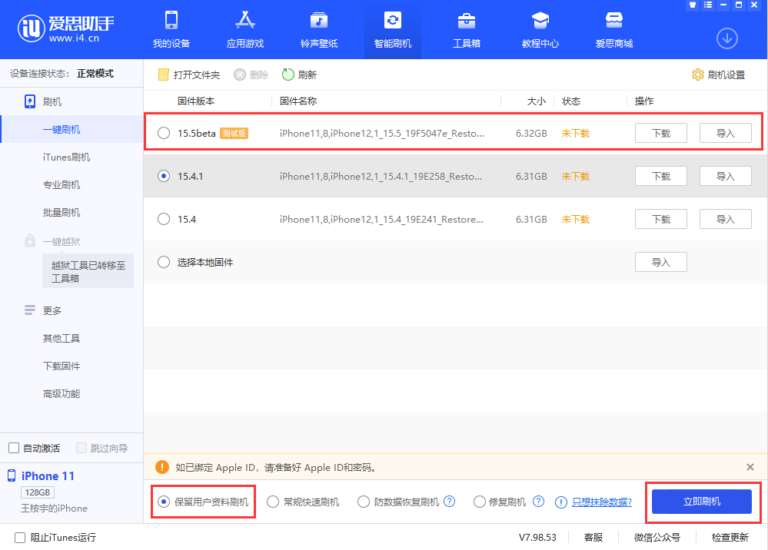 爱思助手
www.i4.cn
我的设备
应用游戏
铃声壁纸
智能刷机
工具箱
教程中心
爱思商城
设备连接状态：正常模式
打开文件夹
删除
刷新
刷机设置
刷机
一键刷机
iTunes刷机
专业刷机
批量刷机
一键越狱
越狱工具已转移至
工具箱
更多
其他工具
下载固件
高级功能
固件版本 固件名称 大小 状态 操作
15.5beta 测试版 iPhone11,8,iPhone12,1_15.5_19F5047e_Resto... 6.32GB 未下载 下载 导入
15.4.1 iPhone11,8,iPhone12,1_15.4.1_19E258_Resto... 6.31GB 未下载 下载 导入
15.4 iPhone11,8,iPhone12,1_15.4_19E241_Restore... 6.31GB 未下载 下载 导入
选择本地固件 导入
自动激活 跳过向导
如已绑定 Apple ID，请准备好 Apple ID和密码。
iPhone 11
128GB
王桉宇的iPhone
保留用户资料刷机 常规快速刷机 防数据恢复刷机 修复刷机 只想抹除数据? 立即刷机
阻止iTunes运行
V7.98.53 客服 微信公众号 检查更新